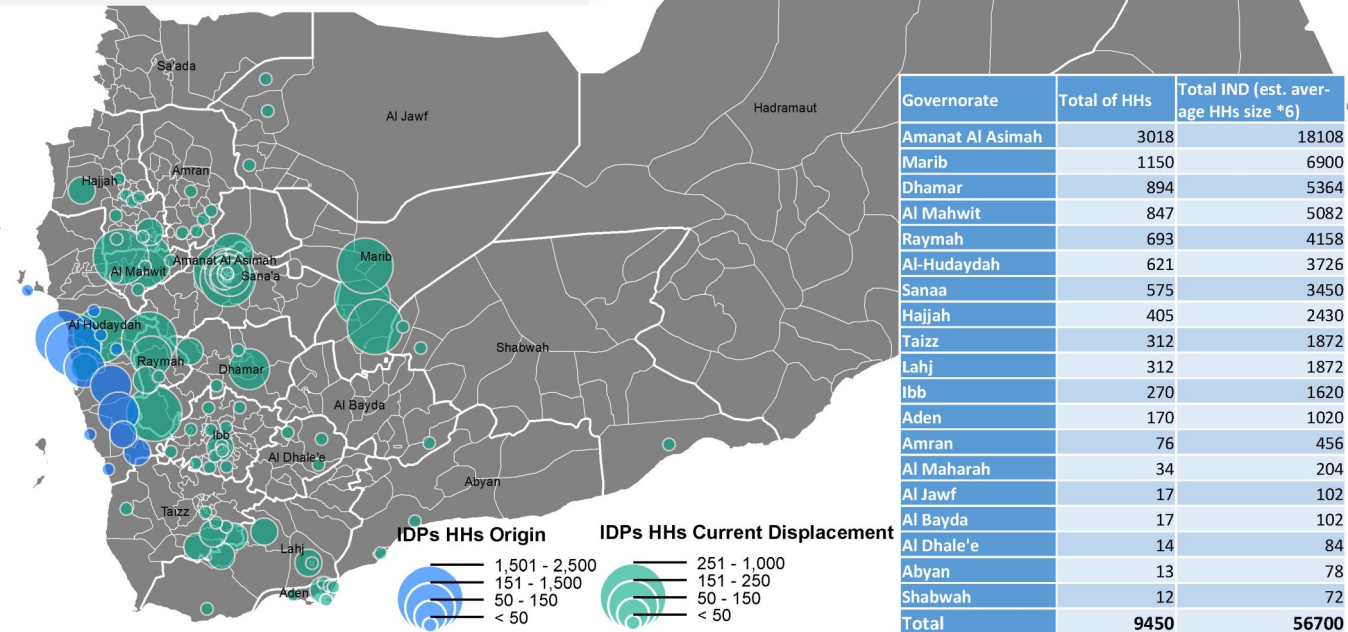 Sa'ada
Al Jawf
Hadramaut
Hajjah
Amran
Amanat Al Asimah
Marib
Al Mahwit
Sana'a
Al Hudaydah
Raymah
Dhamar
Shabwah
Al Bayda
Ibb
Al Dhale'e
Abyan
Taizz
Lahj
Aden
IDPs HHs Origin
1,501 - 2,500
151 - 1,500
50 - 150
< 50
IDPs HHs Current Displacement
251 - 1,000
151 - 250
50 - 150
< 50
Governorate Total of HHs Total IND (est. aver-
age HHs size *6)
Amanat Al Asimah 3018 18108
Marib 1150 6900
Dhamar 894 5364
Al Mahwit 847 5082
Raymah 693 4158
Al-Hudaydah 621 3726
Sanaa 575 3450
Hajjah 405 2430
Taizz 312 1872
Lahj 312 1872
Ibb 270 1620
Aden 170 1020
Amran 76 456
Al Maharah 34 204
Al Jawf 17 102
Al Bayda 17 102
Al Dhale'e 14 84
Abyan 13 78
Shabwah 12 72
Total 9450 56700